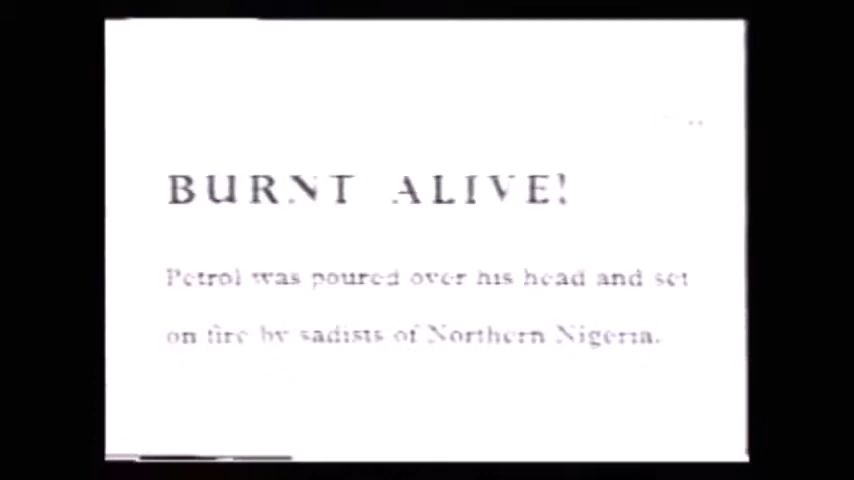 BURNT ALIVE!
Petrol was poured over his head and set
on fire by sadists of Northern Nigeria.